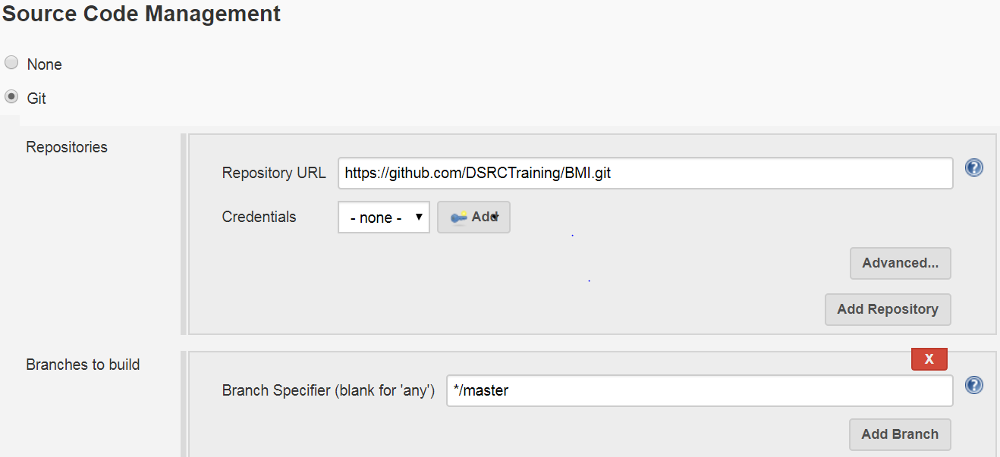 Source Code Management
None
Git
Repositories
Repository URL https://github.com/DSRCTraining/BMI.git
Credentials - none - Add
Advanced...
Add Repository
Branches to build
X
Branch Specifier (blank for 'any') */master
Add Branch